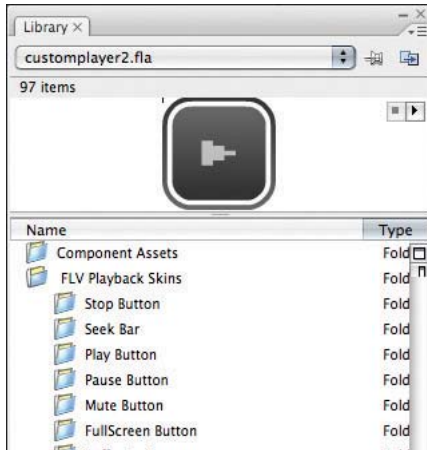 Library
customplayer2.fla
97 items
Name Type
Component Assets Fold
FLV Playback Skins Fold
Stop Button Fold
Seek Bar Fold
Play Button Fold
Pause Button Fold
Mute Button Fold
FullScreen Button Fold